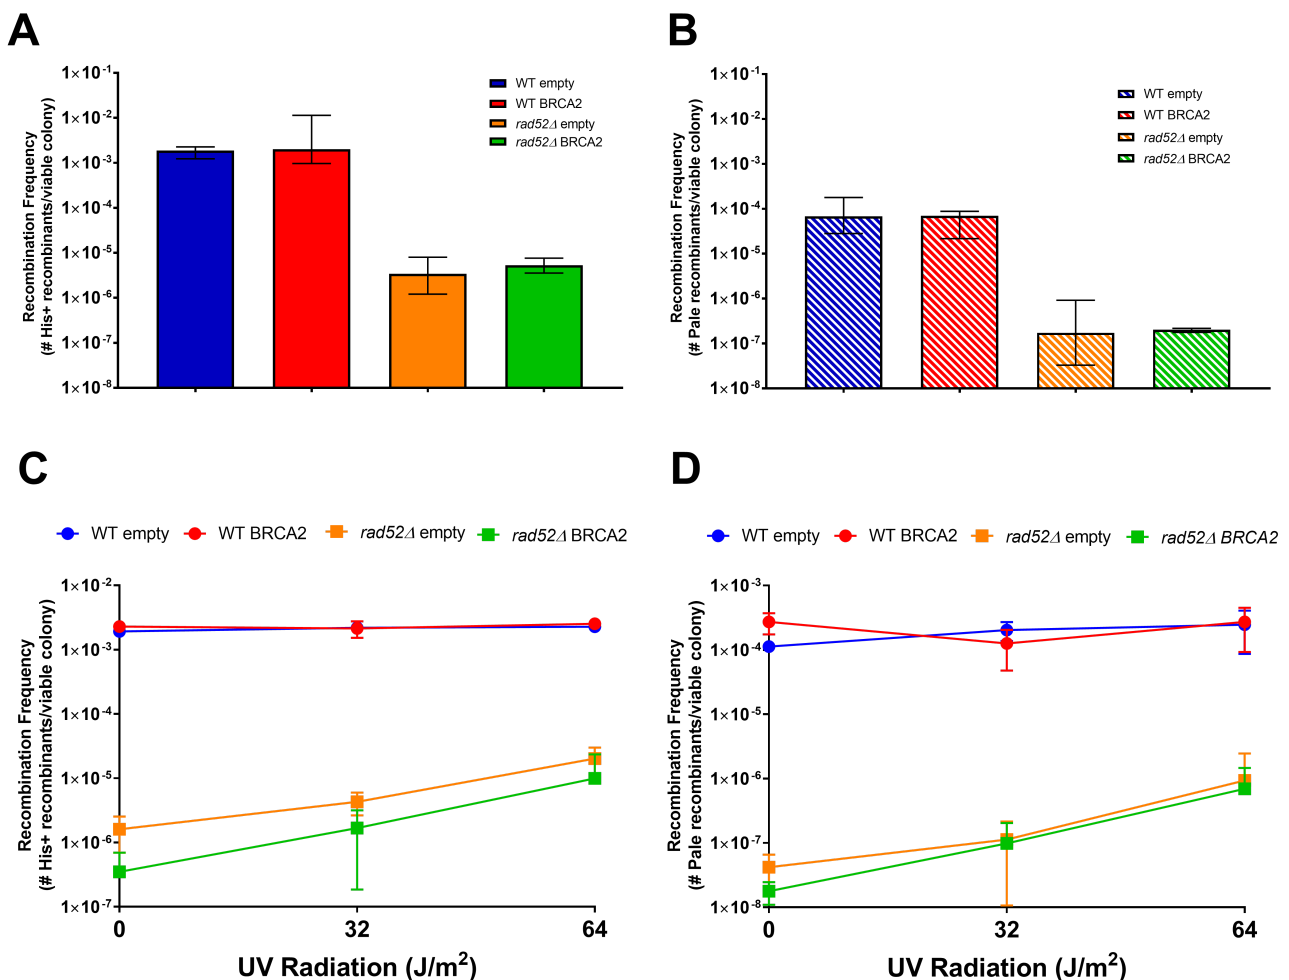 A
Recombination Frequency
(# His+ recombinants/viable colony)
1×10⁻¹
1×10⁻²
1×10⁻³
1×10⁻⁴
1×10⁻⁵
1×10⁻⁶
1×10⁻⁷
1×10⁻⁸
WT empty
WT BRCA2
rad52Δ empty
rad52Δ BRCA2
B
Recombination Frequency
(# Pale recombinants/viable colony)
1×10⁻¹
1×10⁻²
1×10⁻³
1×10⁻⁴
1×10⁻⁵
1×10⁻⁶
1×10⁻⁷
1×10⁻⁸
WT empty
WT BRCA2
rad52Δ empty
rad52Δ BRCA2
C
WT empty WT BRCA2 rad52Δ empty rad52Δ BRCA2
Recombination Frequency
(# His+ recombinants/viable colony)
1×10⁻²
1×10⁻³
1×10⁻⁴
1×10⁻⁵
1×10⁻⁶
1×10⁻⁷
0 32 64
UV Radiation (J/m²)
D
WT empty WT BRCA2 rad52Δ empty rad52Δ BRCA2
Recombination Frequency
(# Pale recombinants/viable colony)
1×10⁻³
1×10⁻⁴
1×10⁻⁵
1×10⁻⁶
1×10⁻⁷
1×10⁻⁸
0 32 64
UV Radiation (J/m²)